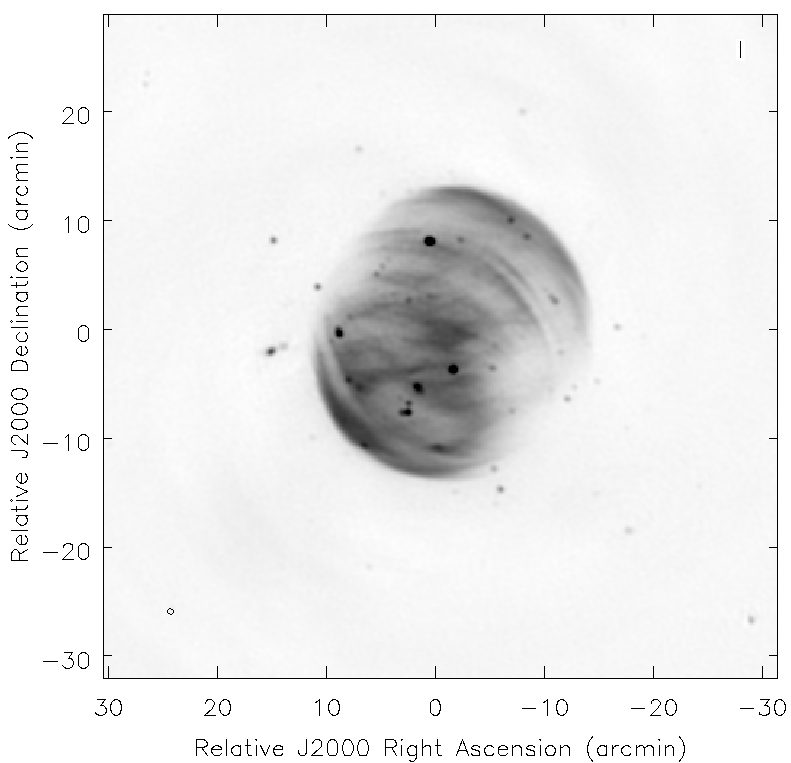 20
10
0
−10
−20
−30
Relative J2000 Declination (arcmin)
30 20 10 0 −10 −20 −30
Relative J2000 Right Ascension (arcmin)